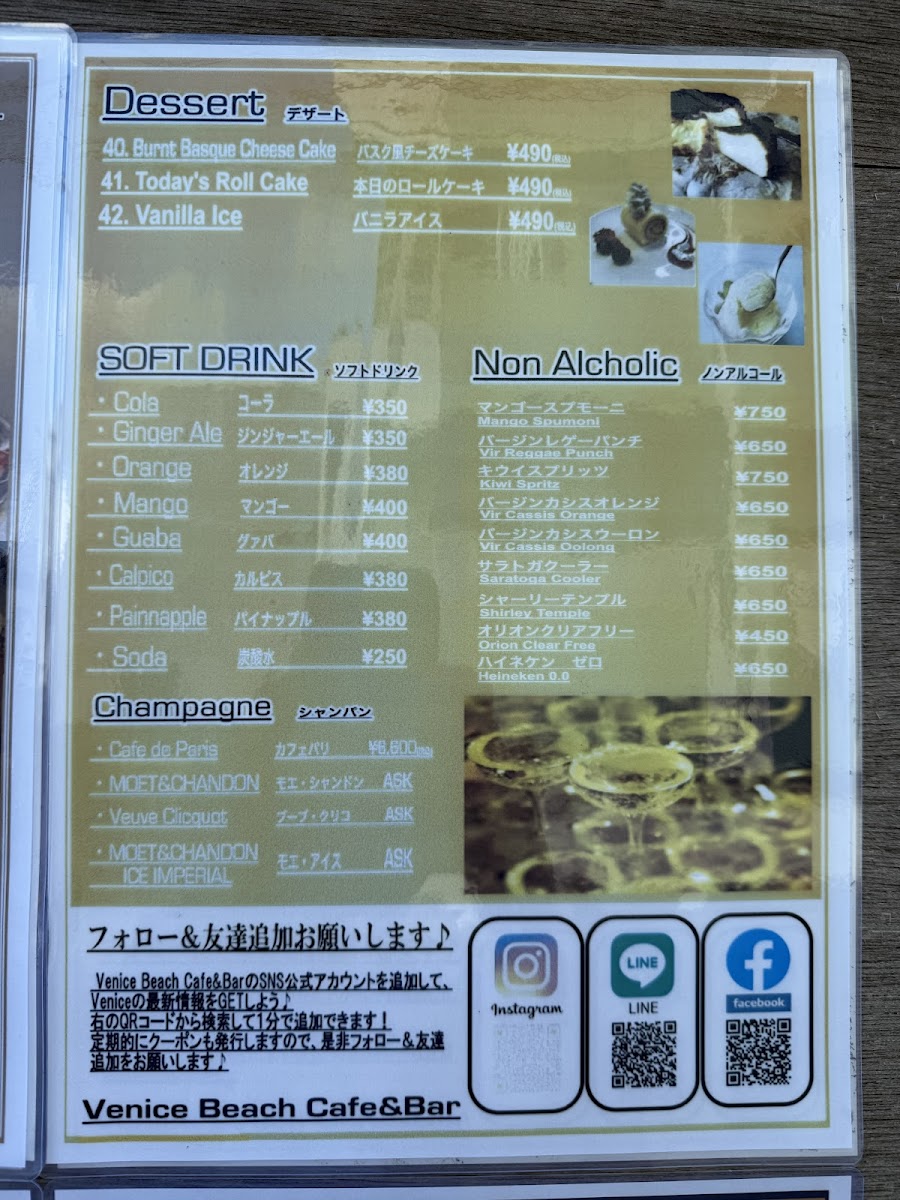 Dessert デザート
40. Burnt Basque Cheese Cake バスク風チーズケーキ ¥490(税込)
41. Today's Roll Cake 本日のロールケーキ ¥490(税込)
42. Vanilla Ice バニラアイス ¥490(税込)
SOFT DRINK ソフトドリンク
・Cola コーラ ¥350
・Ginger Ale ジンジャーエール ¥350
・Orange オレンジ ¥380
・Mango マンゴー ¥400
・Guaba グァバ ¥400
・Calpico カルピス ¥380
・Painnapple パイナップル ¥380
・Soda 炭酸水 ¥250
Non Alcholic ノンアルコール
マンゴースプモーニ ¥750
Mango Spumoni
バージンレゲーパンチ ¥650
Vir Reggae Punch
キウイスプリッツ ¥750
Kiwi Spritz
バージンカシスオレンジ ¥650
Vir Cassis Orange
バージンカシスウーロン ¥650
Vir Cassis Oolong
サラトガクーラー ¥650
Saratoga Cooler
シャーリーテンプル ¥650
Shirley Temple
オリオンクリアフリー ¥450
Orion Clear Free
ハイネケン ゼロ ¥650
Heineken 0.0
Champagne シャンパン
・Cafe de Paris カフェパリ ¥6,600(税込)
・MOET&CHANDON モエ・シャンドン ASK
・Veuve Clicquot ブーブ・クリコ ASK
・MOET&CHANDON モエ・アイス ASK
ICE IMPERIAL
フォロー&友達追加お願いします♪
Venice Beach Cafe&BarのSNS公式アカウントを追加して、
Veniceの最新情報をGETしよう♪
右のQRコードから検索して1分で追加できます！
定期的にクーポンも発行しますので、是非フォロー&友達
追加をお願いします♪
Venice Beach Cafe&Bar
Instagram
LINE
LINE
facebook